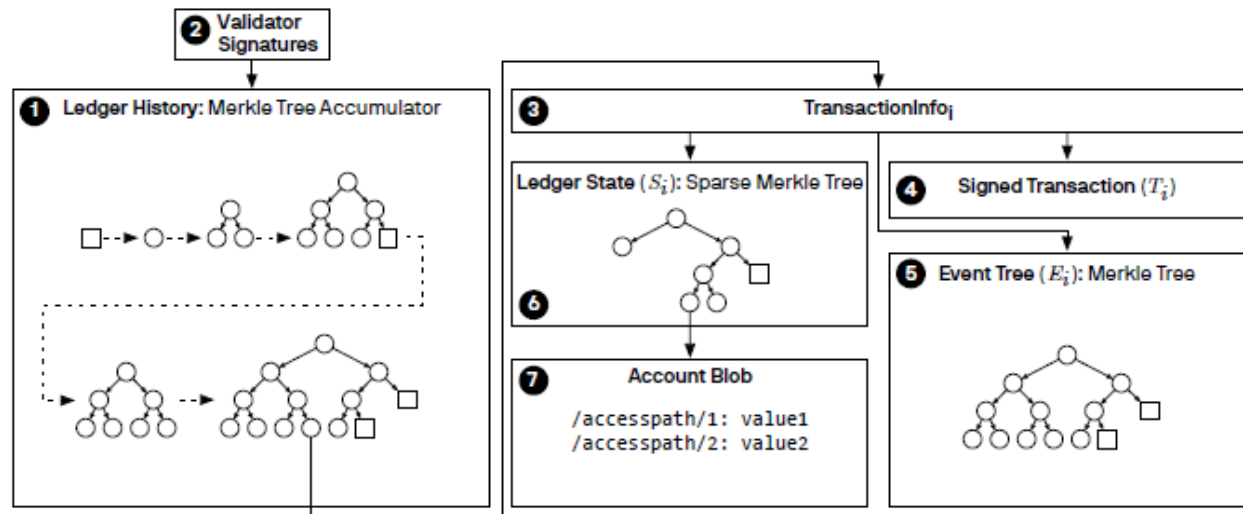 2 Validator
Signatures
1 Ledger History: Merkle Tree Accumulator
3 TransactionInfoᵢ
Ledger State (Sᵢ): Sparse Merkle Tree
4 Signed Transaction (Tᵢ)
5 Event Tree (Eᵢ): Merkle Tree
6
7 Account Blob
/accesspath/1: value1
/accesspath/2: value2